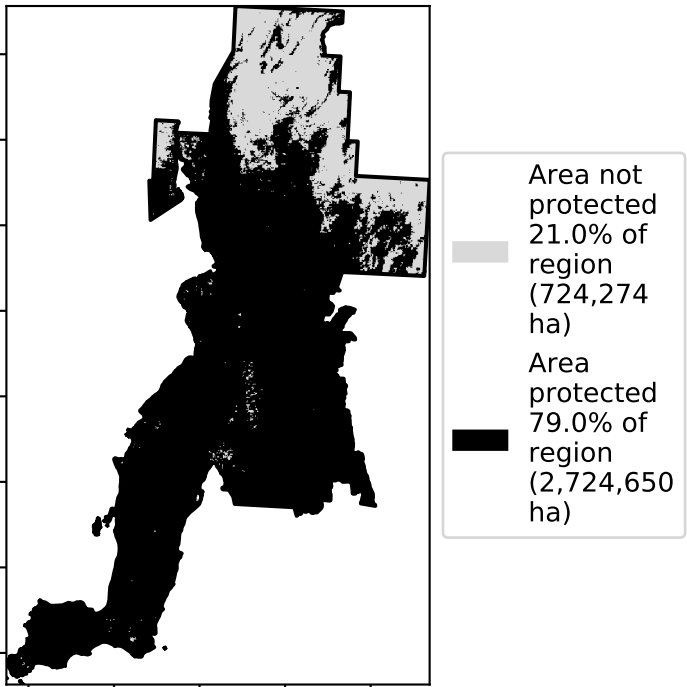 Area not
protected
21.0% of
region
(724,274
ha)
Area
protected
79.0% of
region
(2,724,650
ha)